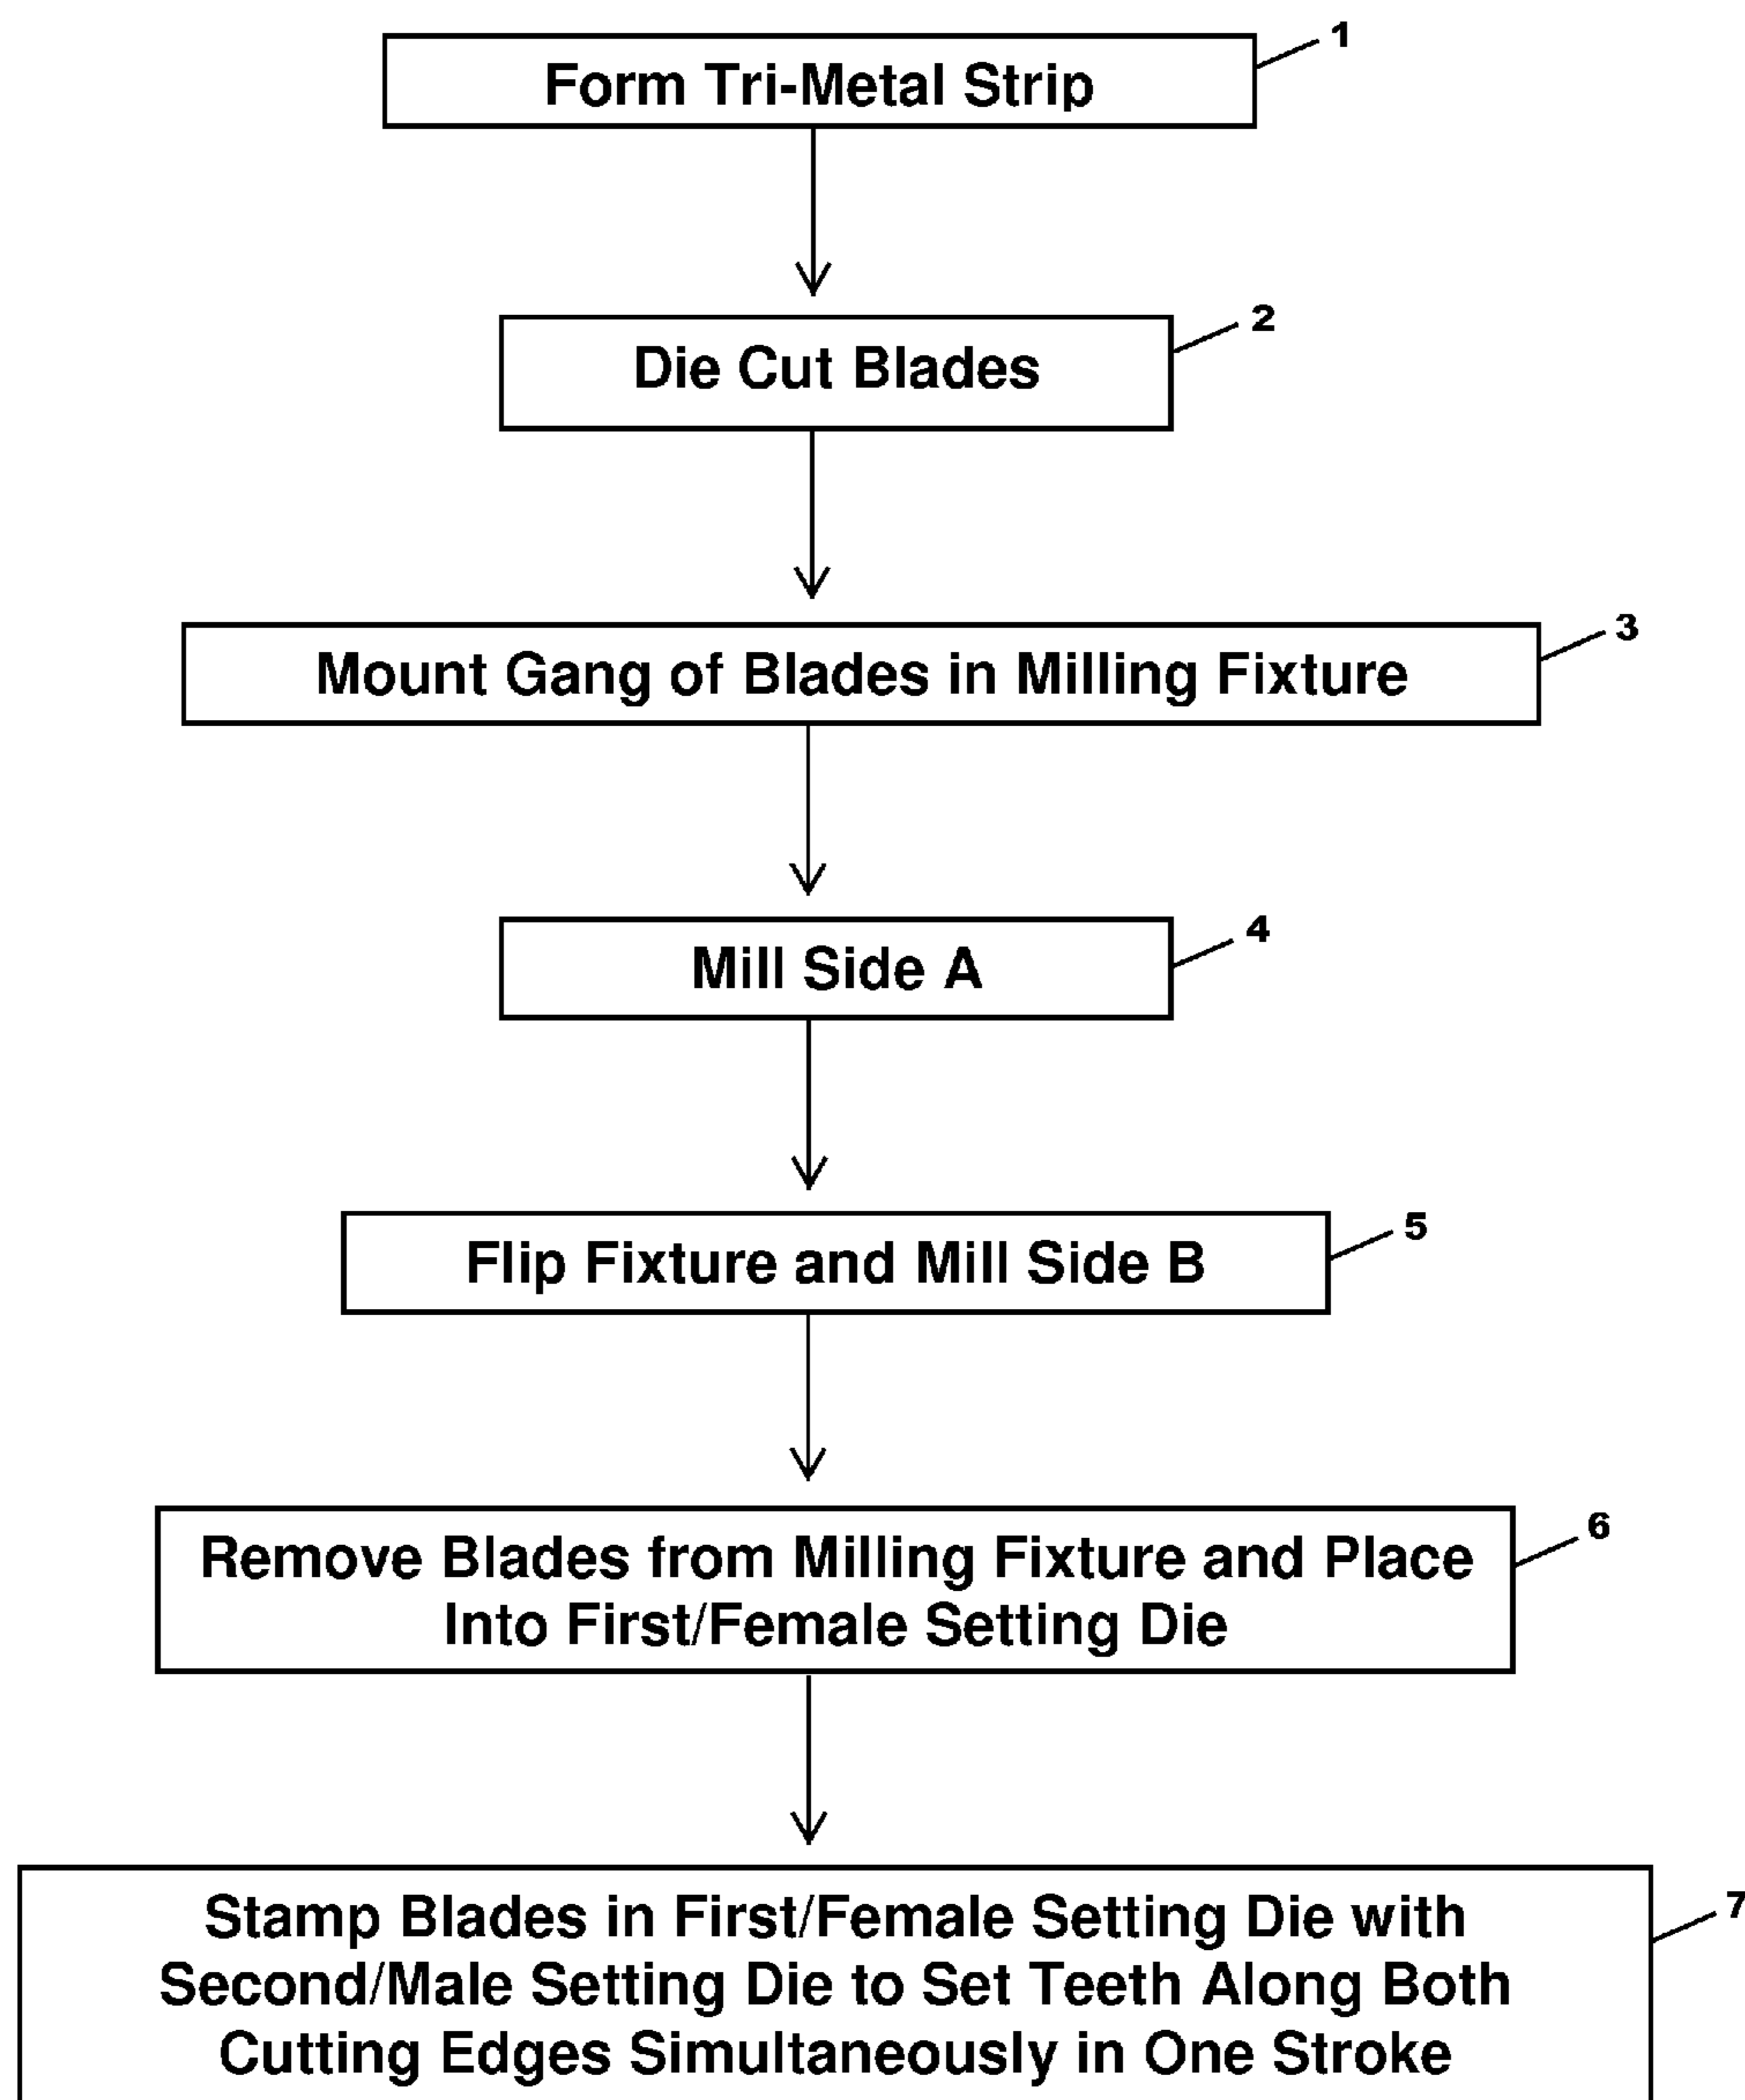 1
Form Tri-Metal Strip
2
Die Cut Blades
3
Mount Gang of Blades in Milling Fixture
4
Mill Side A
5
Flip Fixture and Mill Side B
6
Remove Blades from Milling Fixture and Place
Into First/Female Setting Die
7
Stamp Blades in First/Female Setting Die with
Second/Male Setting Die to Set Teeth Along Both
Cutting Edges Simultaneously in One Stroke